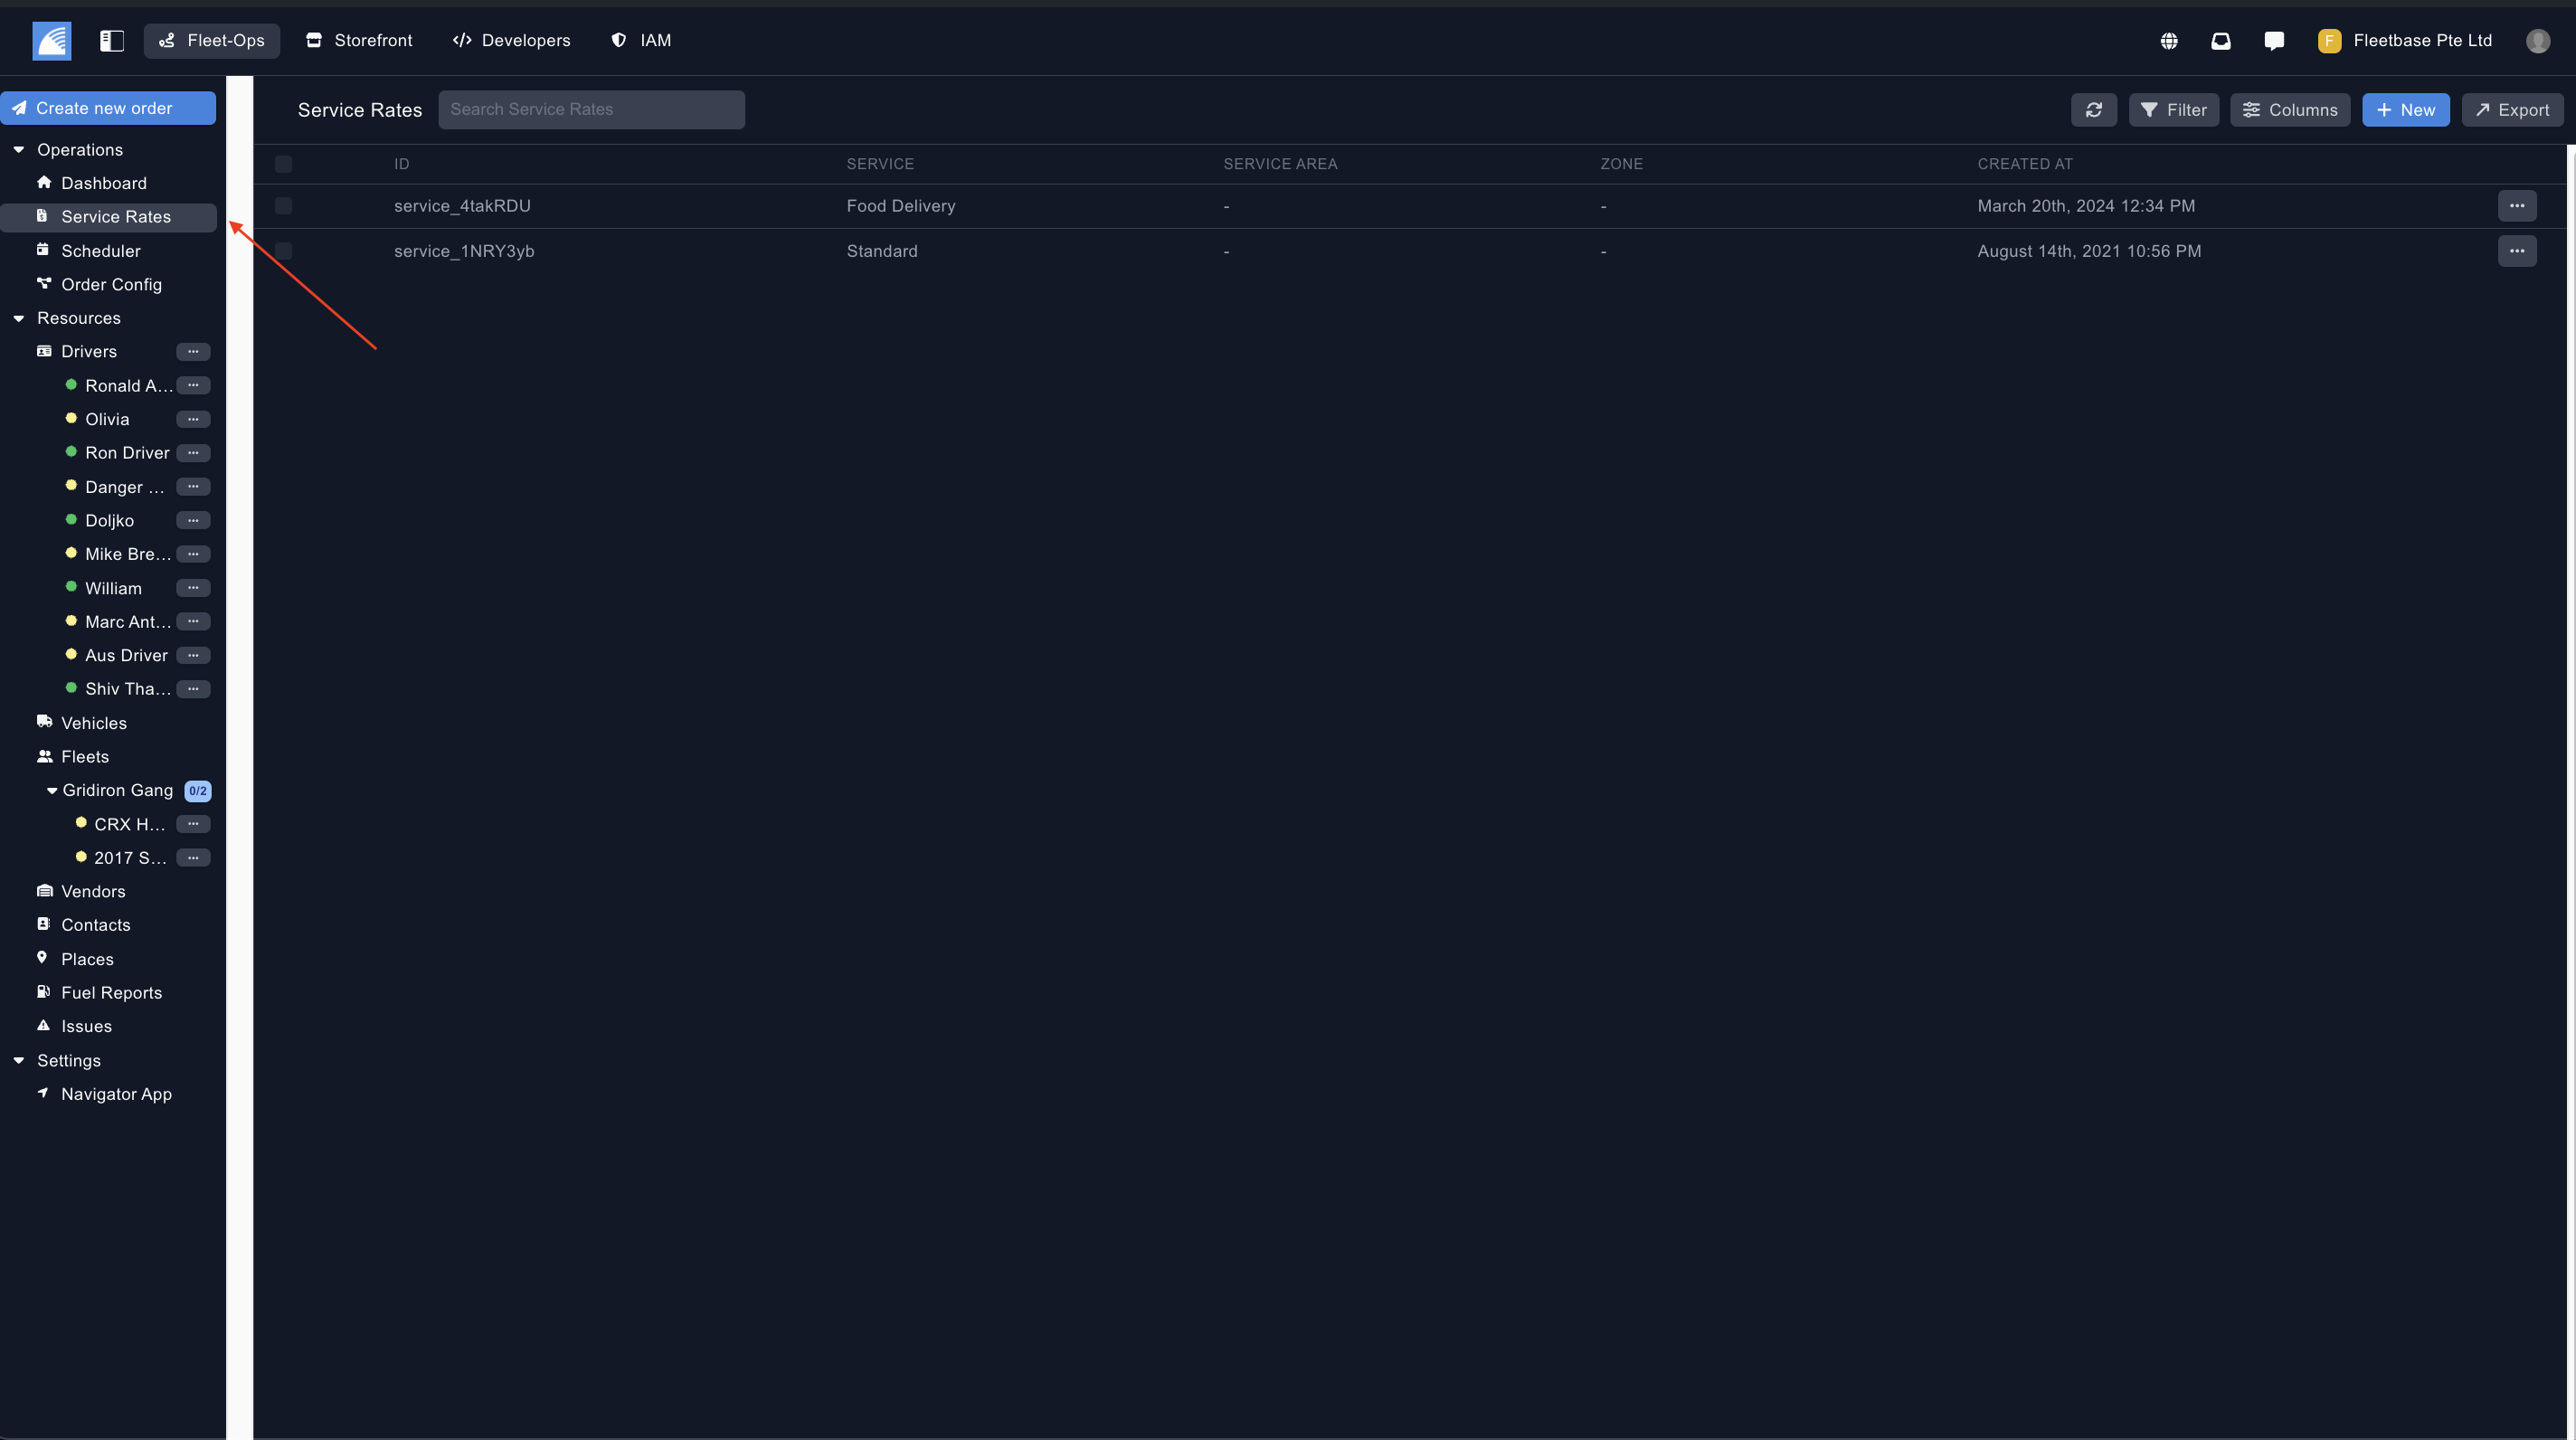 Fleet-Ops Storefront Developers IAM F Fleetbase Pte Ltd
Create new order
Operations
Dashboard
Service Rates
Scheduler
Order Config
Resources
Drivers
Ronald A...
Olivia
Ron Driver
Danger ...
Doljko
Mike Bre...
William
Marc Ant...
Aus Driver
Shiv Tha...
Vehicles
Fleets
Gridiron Gang 0/2
CRX H...
2017 S...
Vendors
Contacts
Places
Fuel Reports
Issues
Settings
Navigator App
Service Rates Search Service Rates Filter Columns + New Export
ID SERVICE SERVICE AREA ZONE CREATED AT
service_4takRDU Food Delivery - - March 20th, 2024 12:34 PM
service_1NRY3yb Standard - - August 14th, 2021 10:56 PM